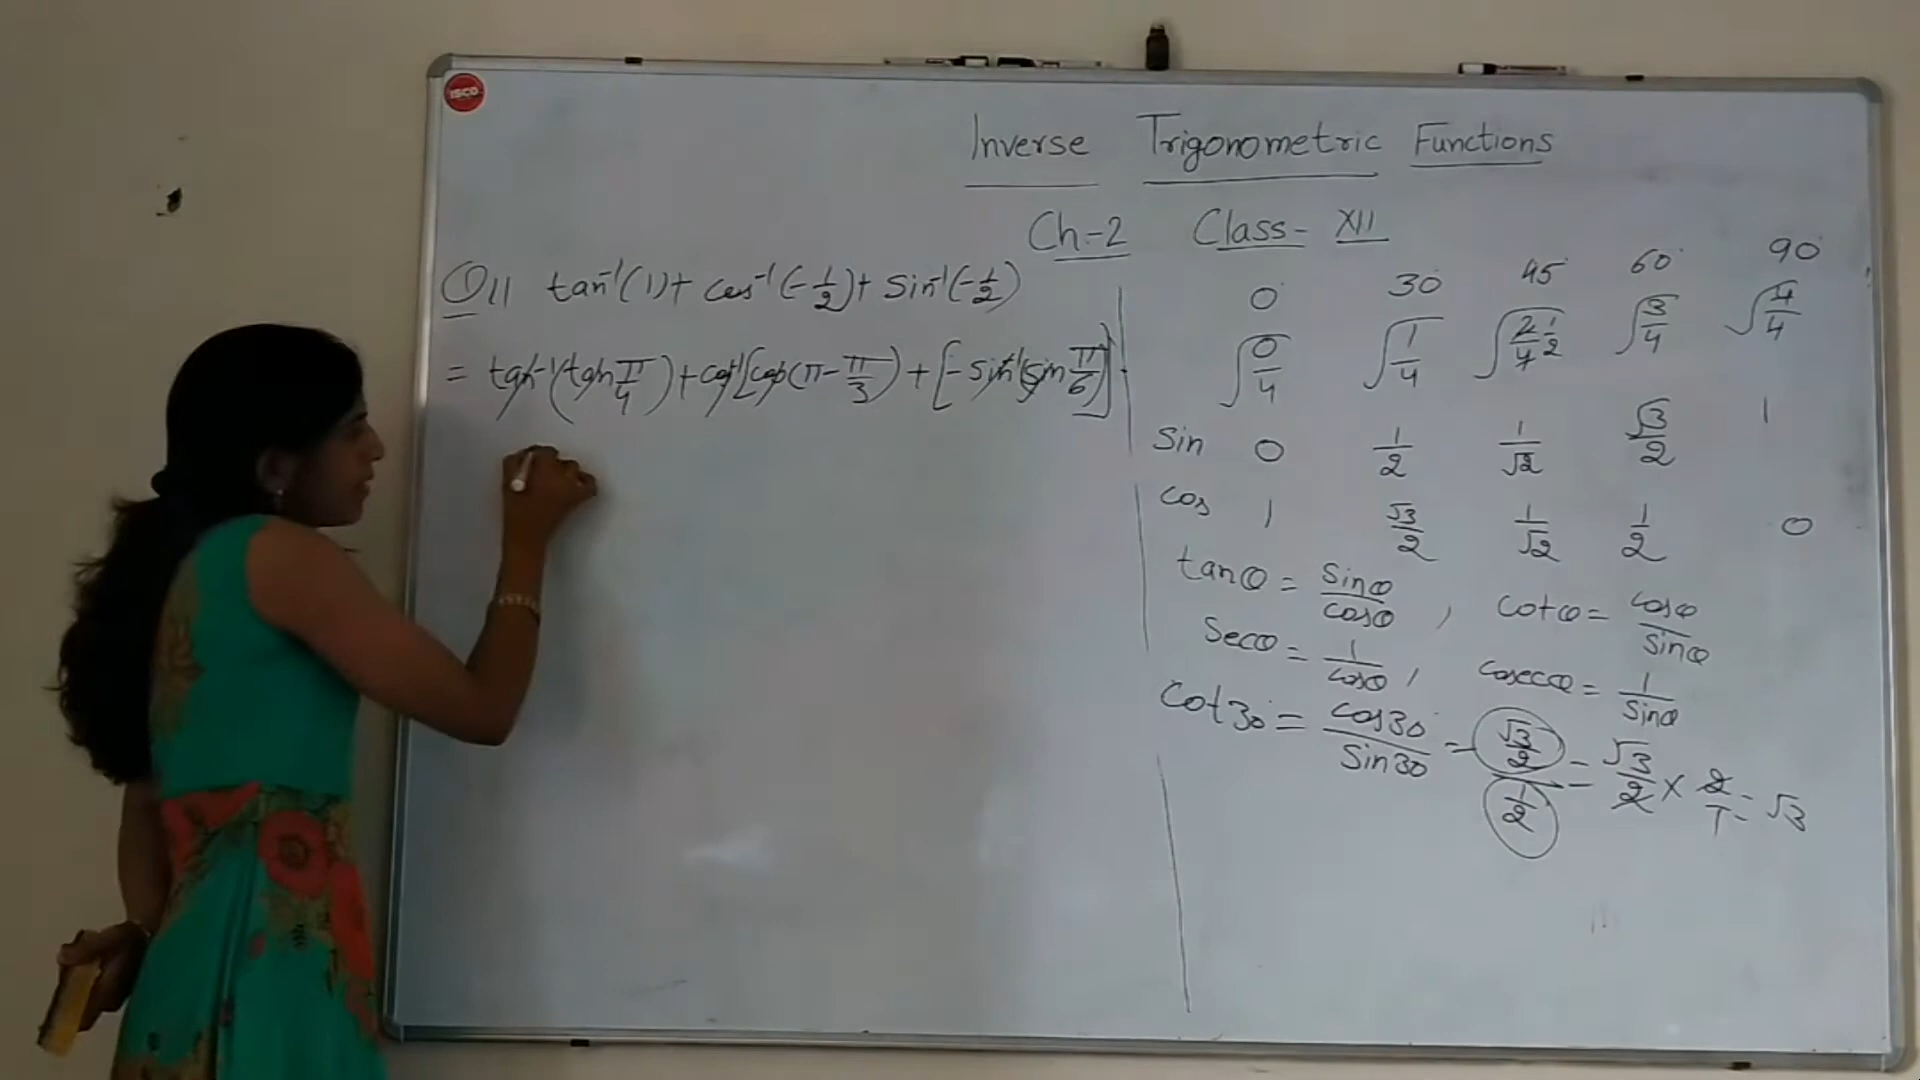 ISCO
Inverse Trigonometric Functions
Ch-2 Class- XII
Q11 tan⁻¹(1)+ cos⁻¹(-1/2)+ Sin⁻¹(-1/2)
= tan⁻¹(tan π/4)+cos⁻¹[cos(π-π/3)+[-sin⁻¹(sin π/6)]
0° 30° 45° 60° 90°
√0/4 √1/4 √2/4 1/2 √3/4 √4/4
Sin 0 1/2 1/√2 √3/2 1
cos 1 √3/2 1/√2 1/2 0
tanθ = Sinθ/cosθ , cotθ = cosθ/Sinθ
Secθ = 1/cosθ , cosecθ = 1/Sinθ
Cot30° = cos30°/Sin30 = √3/2/1/2 = √3/2 × 2/1 = √3